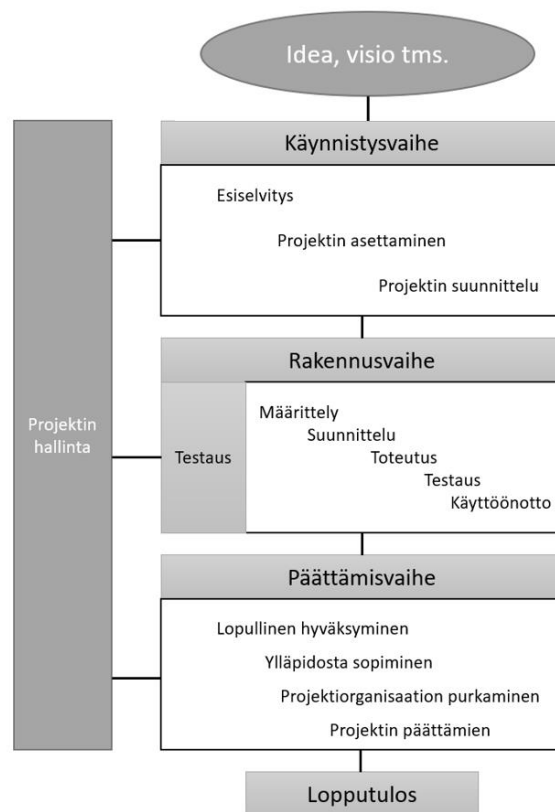 Idea, visio tms.
Käynnistysvaihe
Esiselvitys
Projektin asettaminen
Projektin suunnittelu
Projektin
hallinta
Rakennusvaihe
Testaus
Määrittely
Suunnittelu
Toteutus
Testaus
Käyttöönotto
Päättämisvaihe
Lopullinen hyväksyminen
Ylläpidosta sopiminen
Projektiorganisaation purkaminen
Projektin päättämien
Lopputulos